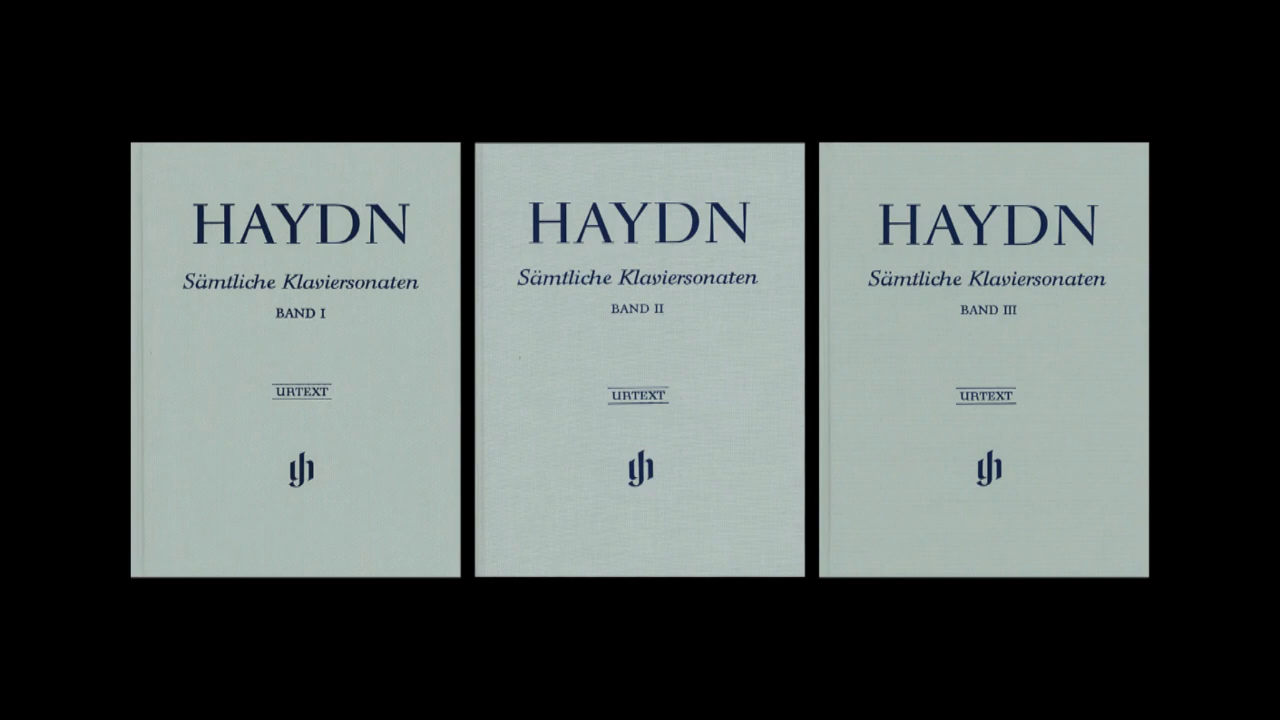 HAYDN
Sämtliche Klaviersonaten
BAND I
URTEXT
HAYDN
Sämtliche Klaviersonaten
BAND II
URTEXT
HAYDN
Sämtliche Klaviersonaten
BAND III
URTEXT